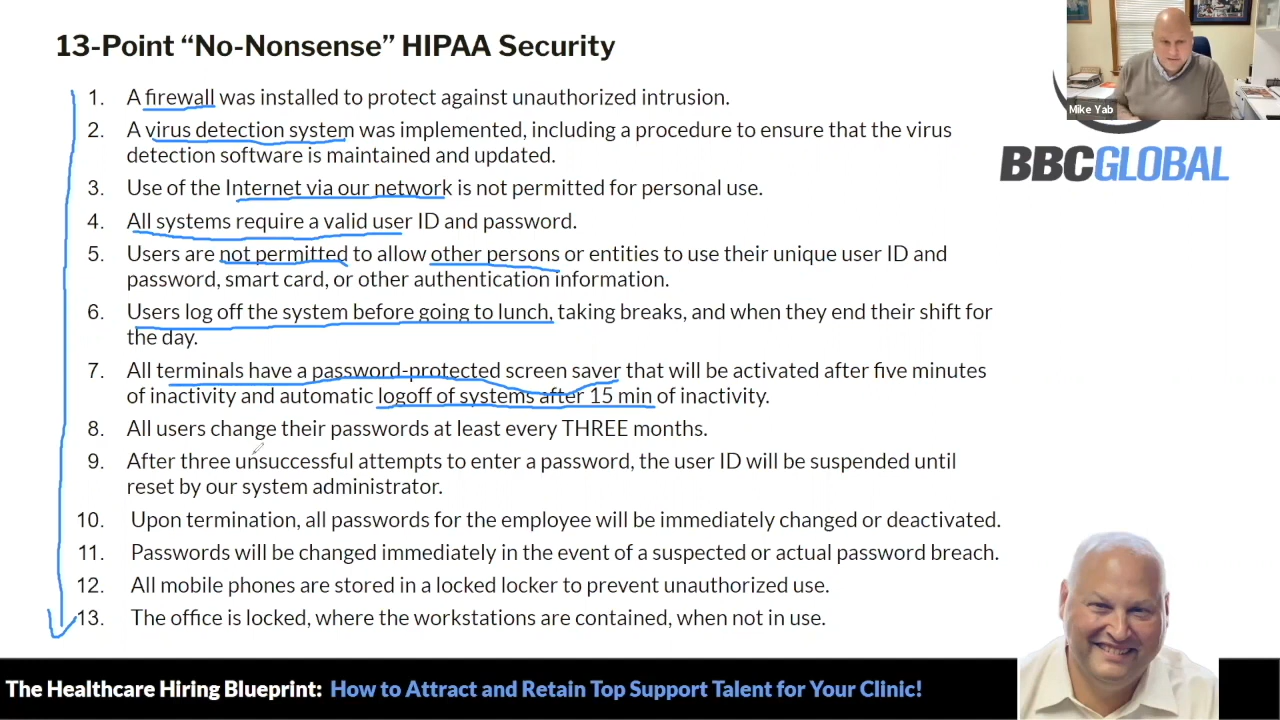 13-Point “No-Nonsense” HIPAA Security
1. A firewall was installed to protect against unauthorized intrusion.
2. A virus detection system was implemented, including a procedure to ensure that the virus
detection software is maintained and updated.
3. Use of the Internet via our network is not permitted for personal use.
4. All systems require a valid user ID and password.
5. Users are not permitted to allow other persons or entities to use their unique user ID and
password, smart card, or other authentication information.
6. Users log off the system before going to lunch, taking breaks, and when they end their shift for
the day.
7. All terminals have a password-protected screen saver that will be activated after five minutes
of inactivity and automatic logoff of systems after 15 min of inactivity.
8. All users change their passwords at least every THREE months.
9. After three unsuccessful attempts to enter a password, the user ID will be suspended until
reset by our system administrator.
10. Upon termination, all passwords for the employee will be immediately changed or deactivated.
11. Passwords will be changed immediately in the event of a suspected or actual password breach.
12. All mobile phones are stored in a locked locker to prevent unauthorized use.
13. The office is locked, where the workstations are contained, when not in use.
Mike Yab
BBCGLOBAL
The Healthcare Hiring Blueprint: How to Attract and Retain Top Support Talent for Your Clinic!